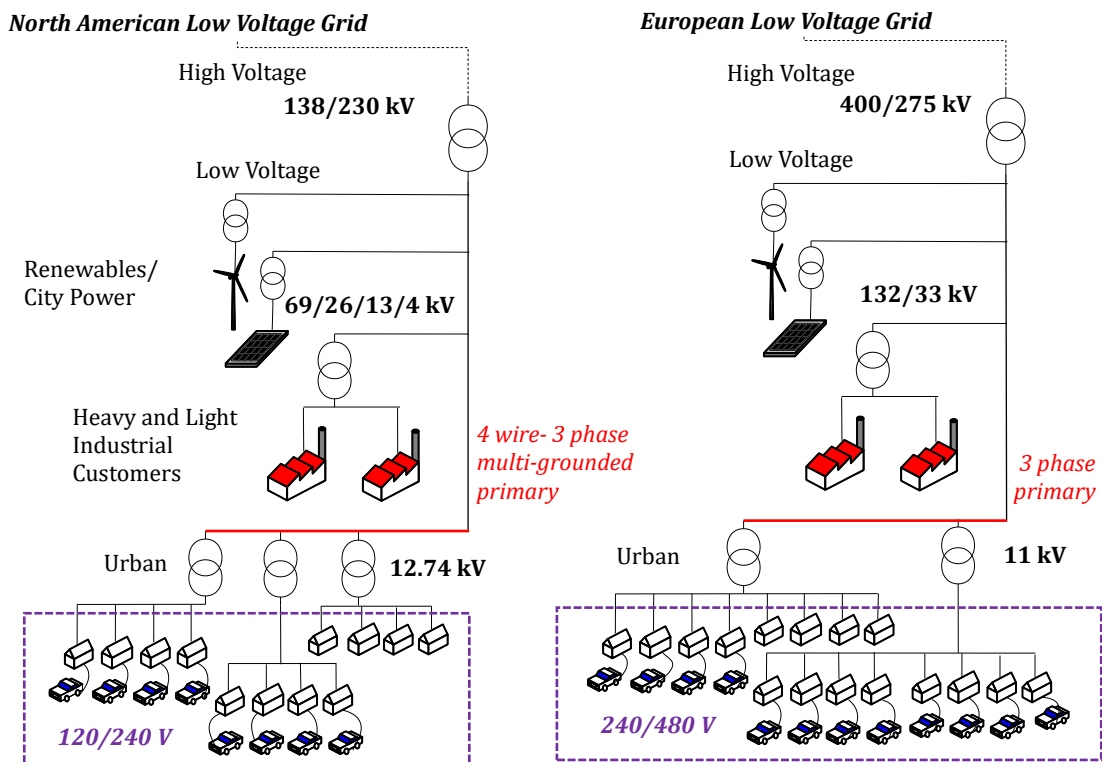 North American Low Voltage Grid
High Voltage
138/230 kV
Low Voltage
Renewables/
City Power
69/26/13/4 kV
Heavy and Light
Industrial
Customers
4 wire- 3 phase
multi-grounded
primary
Urban
12.74 kV
120/240 V
European Low Voltage Grid
High Voltage
400/275 kV
Low Voltage
132/33 kV
3 phase
primary
Urban
11 kV
240/480 V